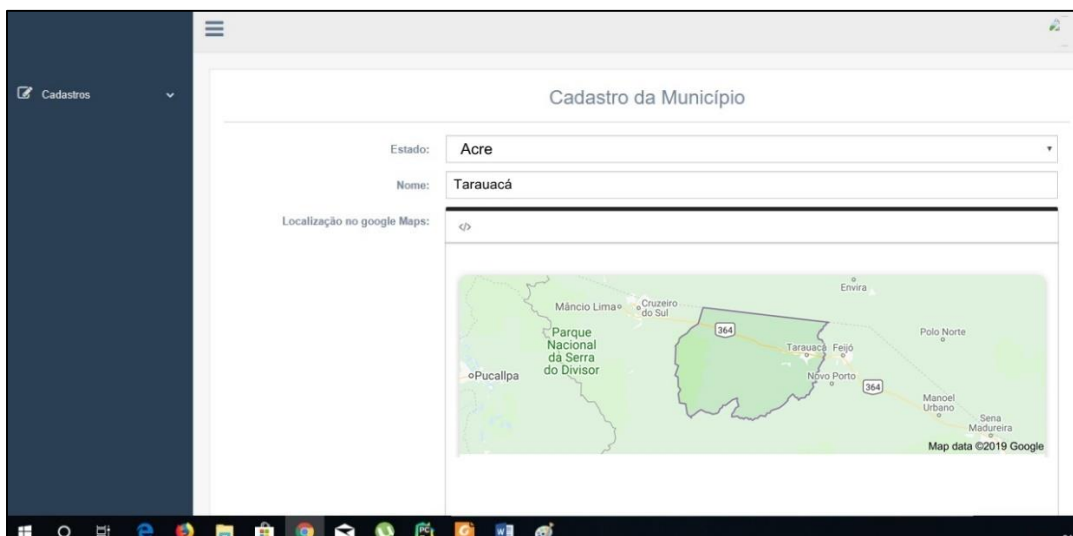 Cadastros
Cadastro da Município
Estado:
Acre
Nome:
Tarauacá
Localização no google Maps:
</>
Envira
Mâncio Lima
Cruzeiro
do Sul
364
Parque
Nacional
da Serra
do Divisor
Polo Norte
Tarauacá
Feijó
Pucallpa
Novo Porto
364
Manoel
Urbano
Sena
Madureira
Map data ©2019 Google